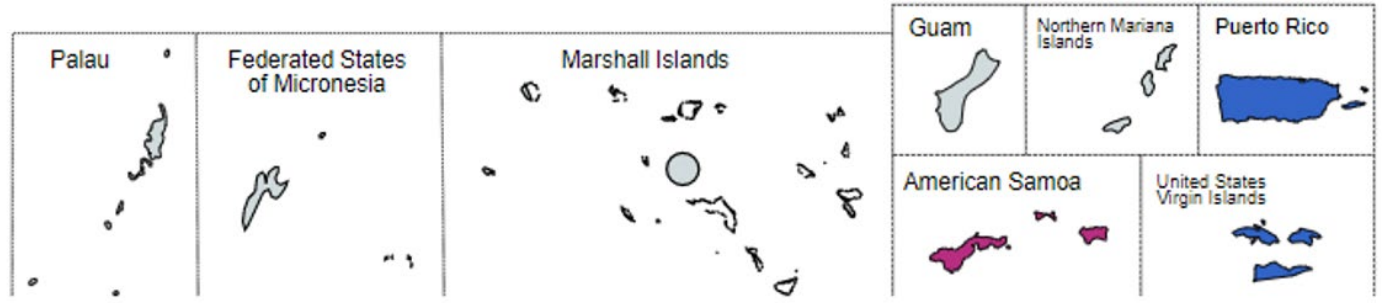 Palau
Federated States
of Micronesia
Marshall Islands
Guam
Northern Mariana
Islands
Puerto Rico
American Samoa
United States
Virgin Islands